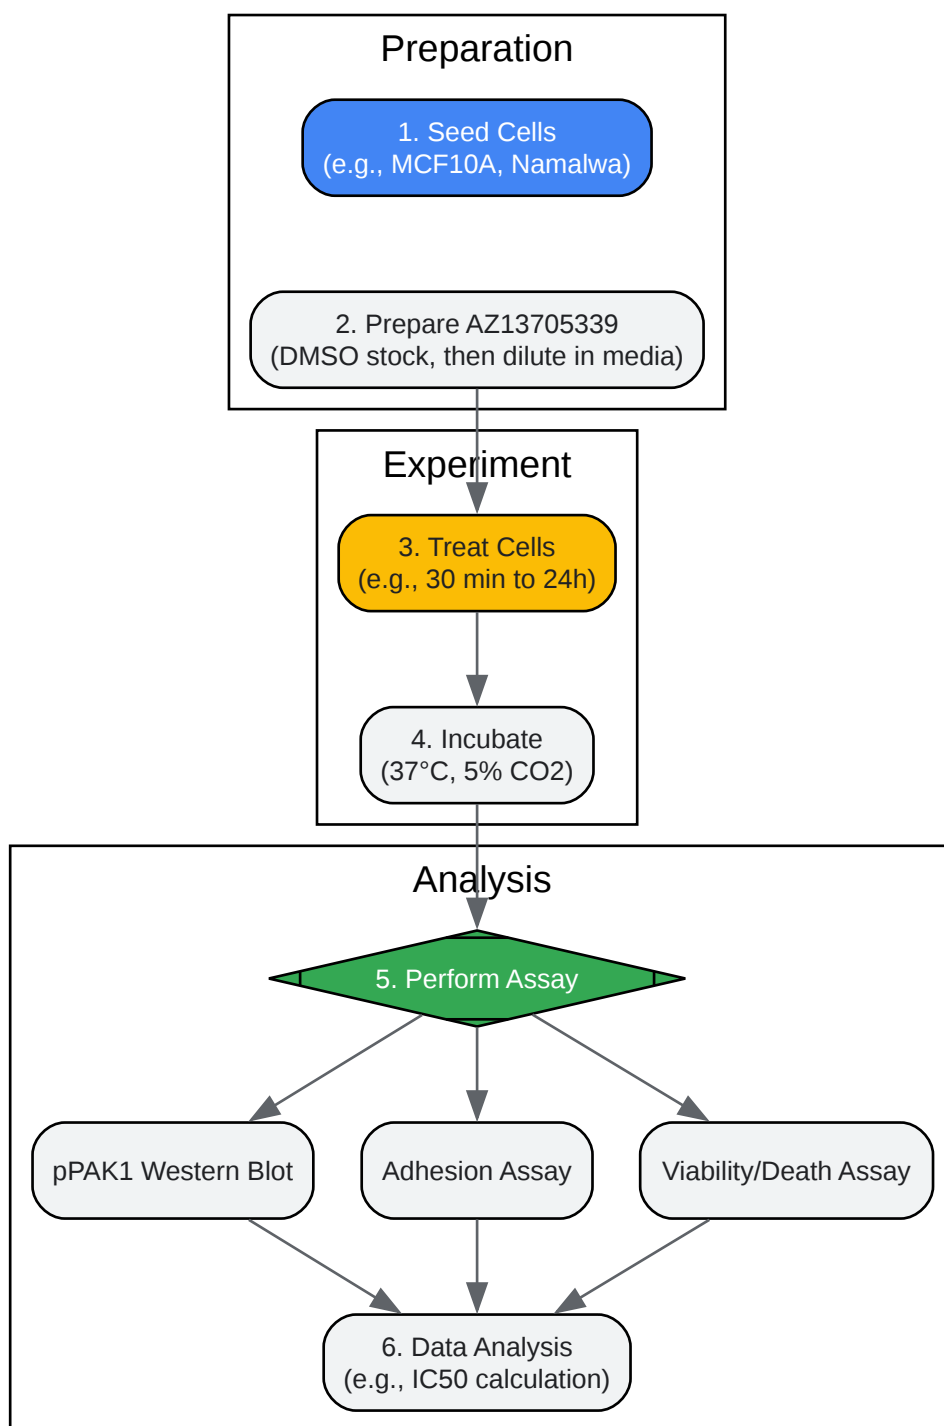 Preparation
1. Seed Cells
(e.g., MCF10A, Namalwa)
2. Prepare AZ13705339
(DMSO stock, then dilute in media)
Experiment
3. Treat Cells
(e.g., 30 min to 24h)
4. Incubate
(37°C, 5% CO2)
Analysis
5. Perform Assay
pPAK1 Western Blot
Adhesion Assay
Viability/Death Assay
6. Data Analysis
(e.g., IC50 calculation)